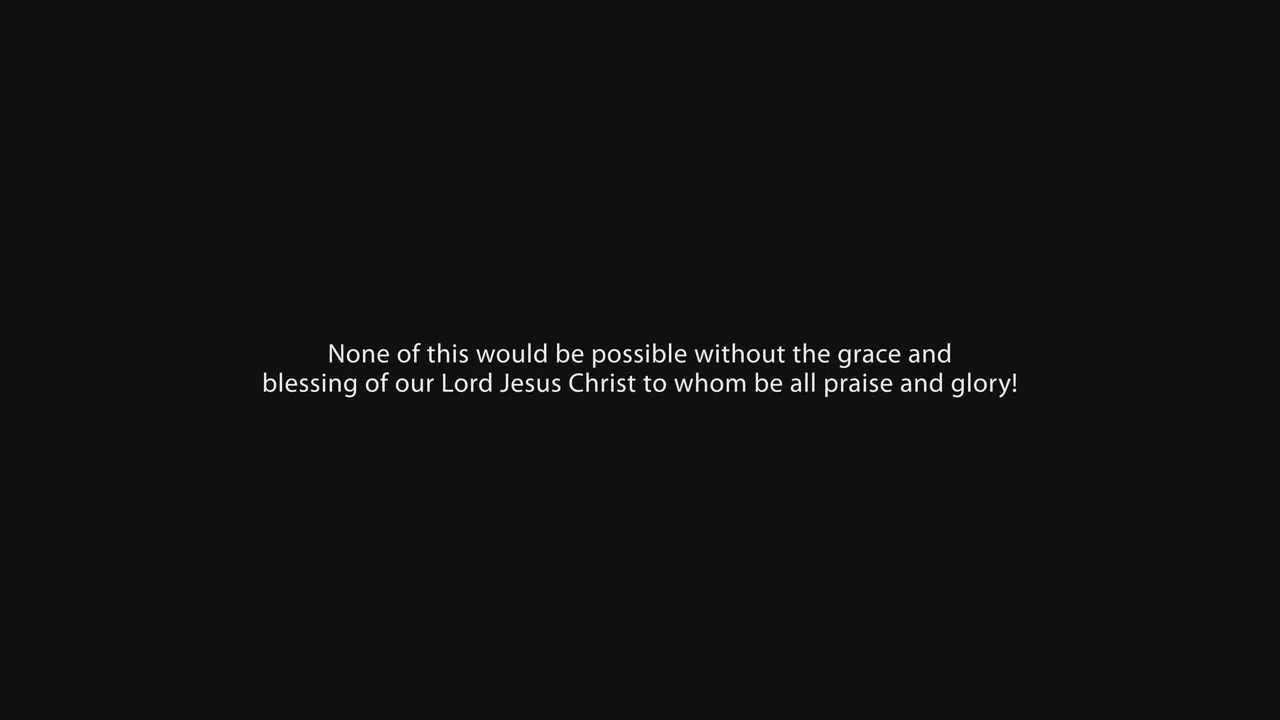 None of this would be possible without the grace and
blessing of our Lord Jesus Christ to whom be all praise and glory!